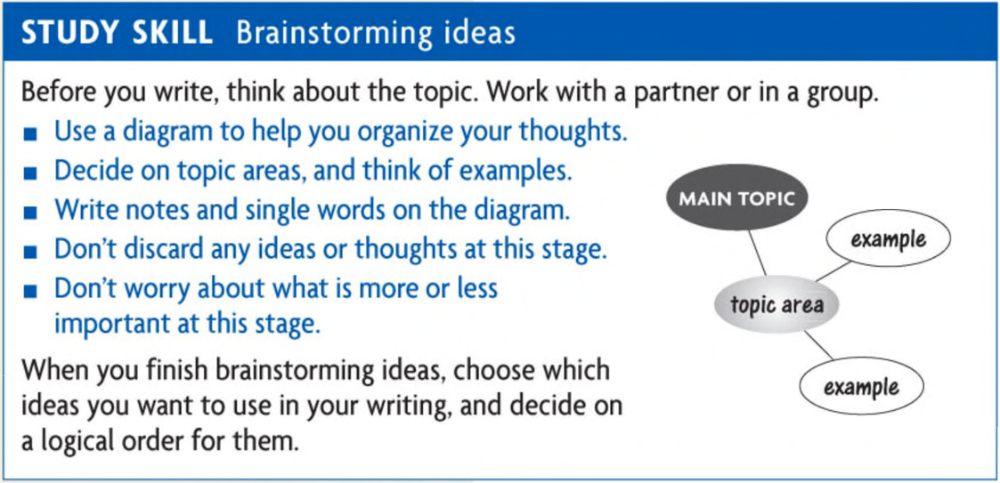 STUDY SKILL Brainstorming ideas
Before you write, think about the topic. Work with a partner or in a group.
■ Use a diagram to help you organize your thoughts.
■ Decide on topic areas, and think of examples.
■ Write notes and single words on the diagram.
■ Don't discard any ideas or thoughts at this stage.
■ Don't worry about what is more or less
important at this stage.
When you finish brainstorming ideas, choose which
ideas you want to use in your writing, and decide on
a logical order for them.
MAIN TOPIC
example
topic area
example